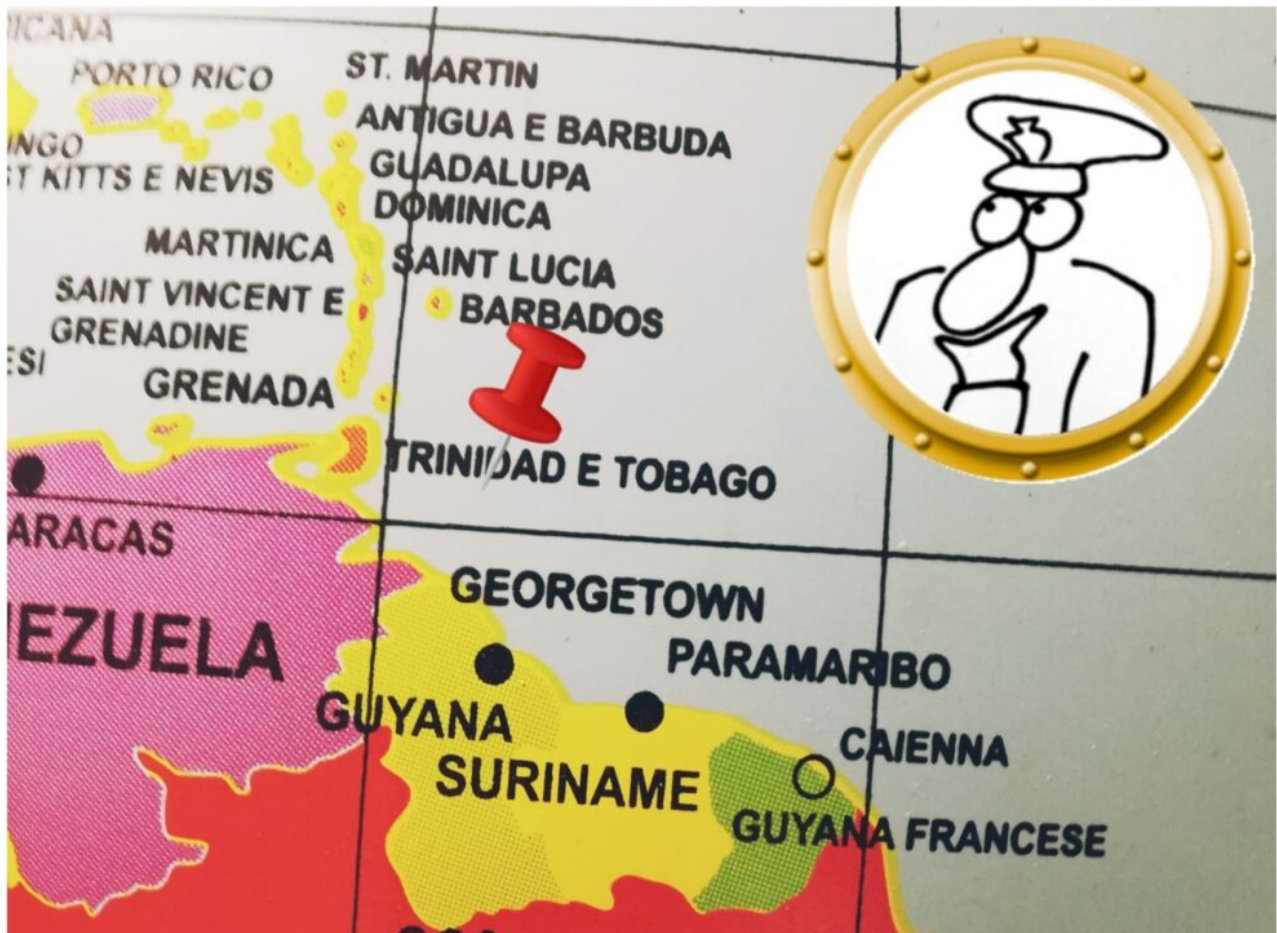 PORTO RICO
ST. MARTIN
ANTIGUA E BARBUDA
ST KITTS E NEVIS
GUADALUPA
DOMINICA
MARTINICA
SAINT LUCIA
SAINT VINCENT E
GRENADINE
BARBADOS
GRENADA
TRINIDAD E TOBAGO
ARACAS
EZUELA
GEORGETOWN
PARAMARIBO
GUYANA
SURINAME
CAIENNA
GUYANA FRANCESE